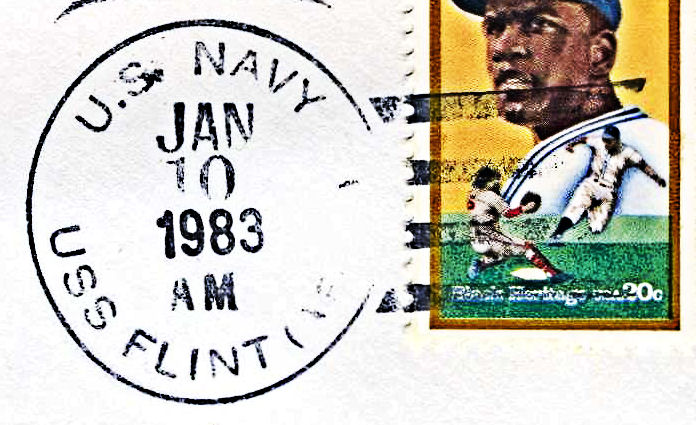 U.S. NAVY
JAN
10
1983
AM
USS FLINT (
Black Heritage USA 20c